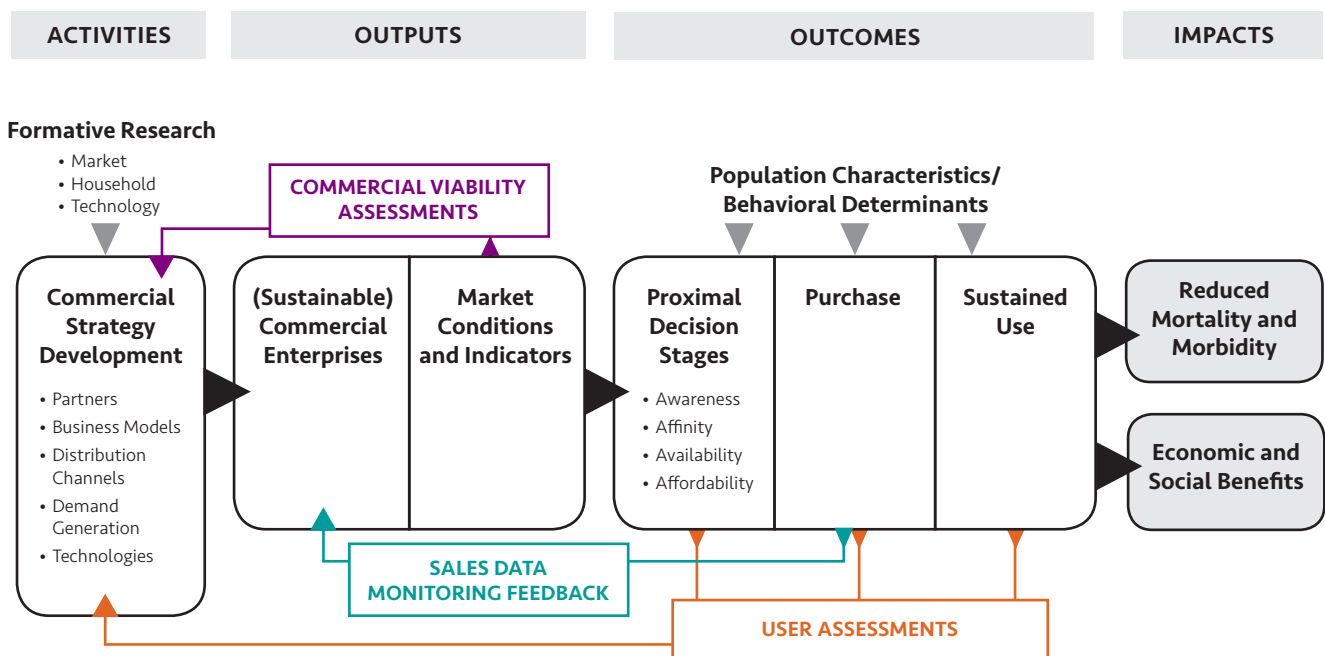 ACTIVITIES
OUTPUTS
OUTCOMES
IMPACTS
Formative Research
• Market
• Household
• Technology
COMMERCIAL VIABILITY
ASSESSMENTS
Population Characteristics/
Behavioral Determinants
Commercial
Strategy
Development
• Partners
• Business Models
• Distribution
Channels
• Demand
Generation
• Technologies
(Sustainable)
Commercial
Enterprises
Market
Conditions
and Indicators
Proximal
Decision
Stages
• Awareness
• Affinity
• Availability
• Affordability
Purchase
Sustained
Use
Reduced
Mortality and
Morbidity
Economic and
Social Benefits
SALES DATA
MONITORING FEEDBACK
USER ASSESSMENTS